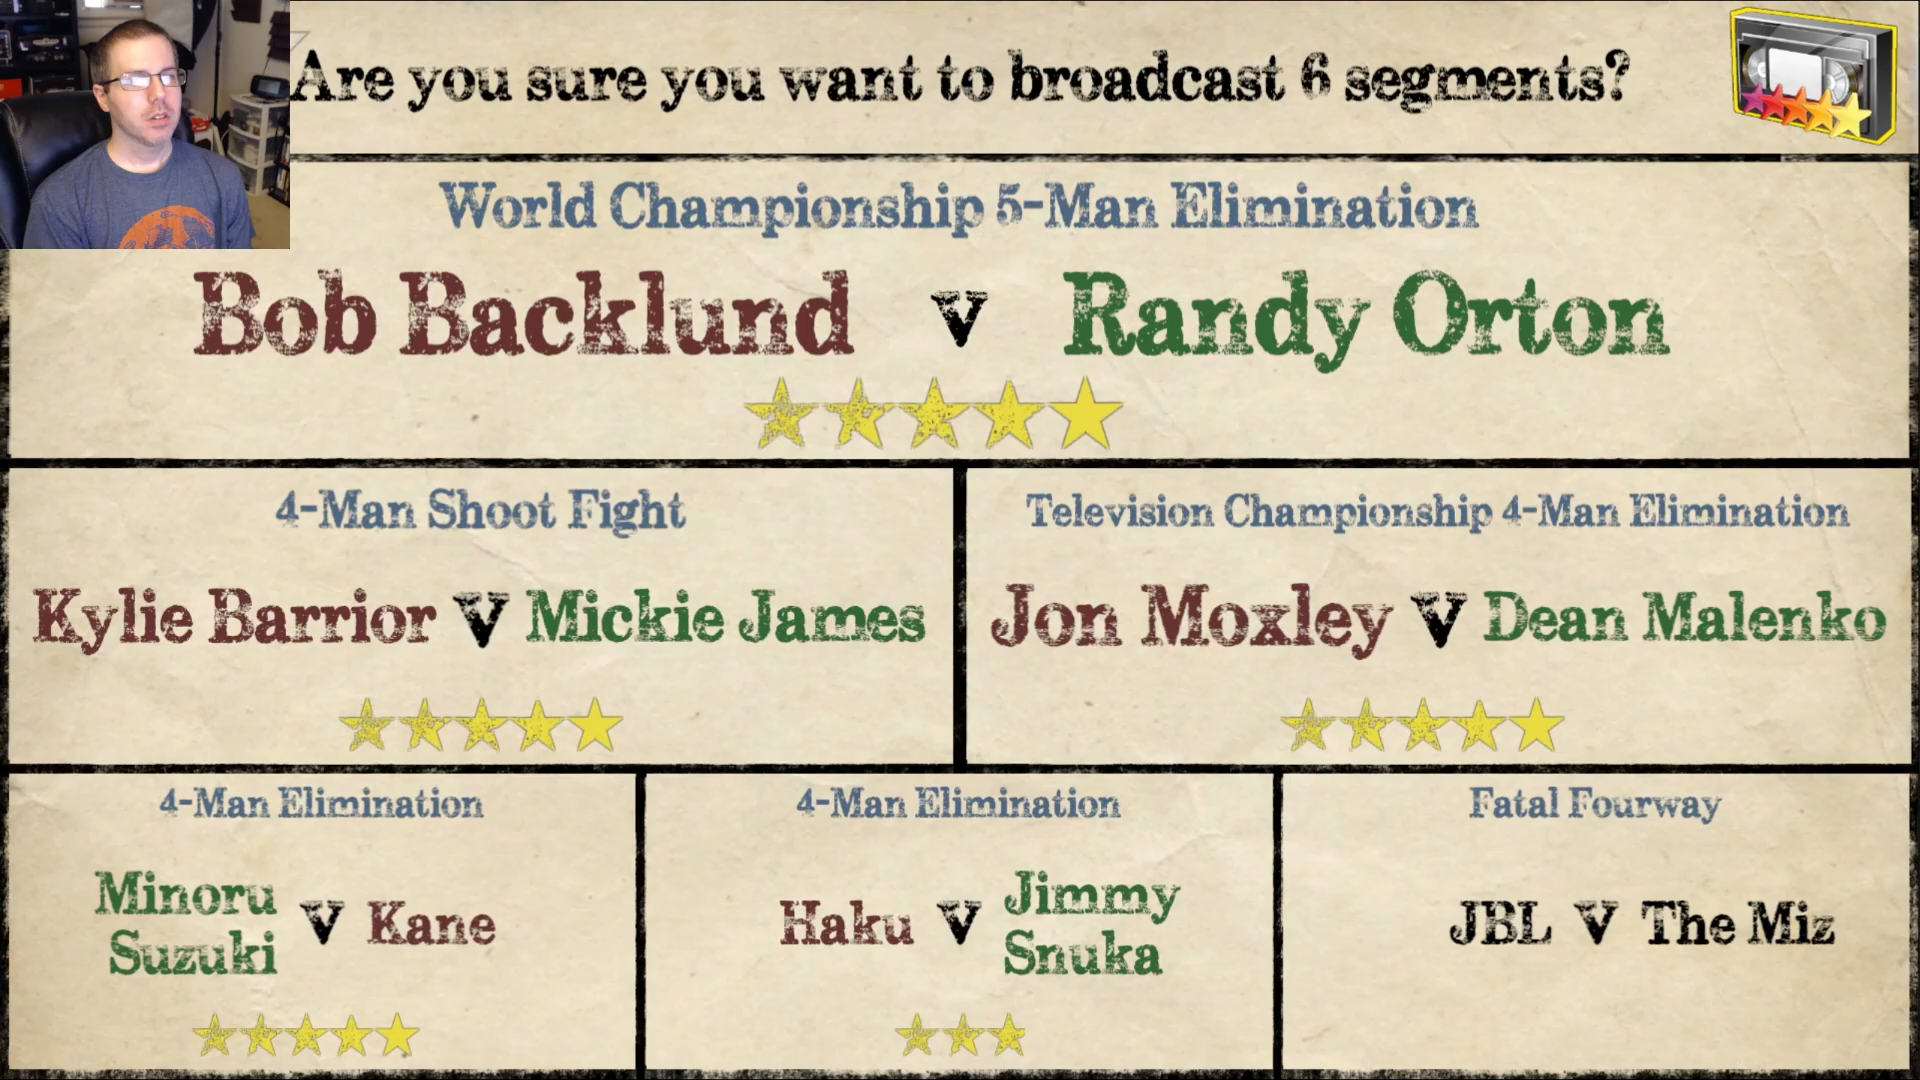 Are you sure you want to broadcast 6 segments?
World Championship 5-Man Elimination
Bob Backlund v Randy Orton
4-Man Shoot Fight
Kylie Barrior v Mickie James
Television Championship 4-Man Elimination
Jon Moxley v Dean Malenko
4-Man Elimination
Minoru
Suzuki
v Kane
4-Man Elimination
Haku v
Jimmy
Snuka
Fatal Fourway
JBL v The Miz